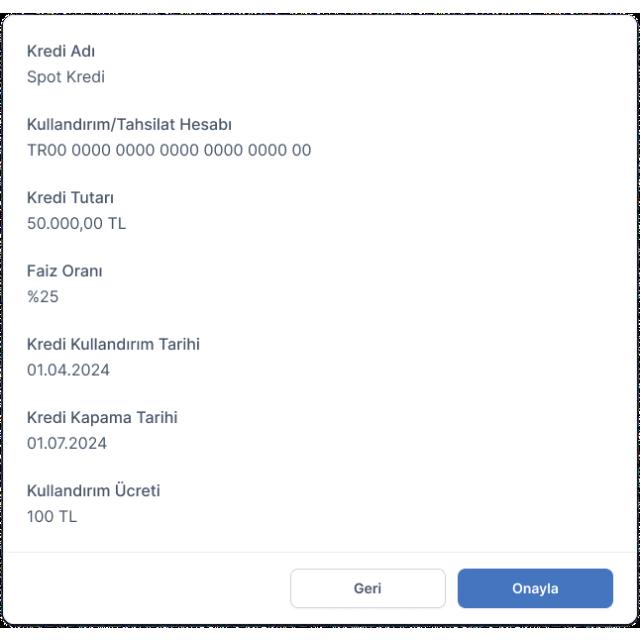 Kredi Adı
Spot Kredi
Kullandırım/Tahsilat Hesabı
TR00 0000 0000 0000 0000 0000 00
Kredi Tutarı
50.000,00 TL
Faiz Oranı
%25
Kredi Kullandırım Tarihi
01.04.2024
Kredi Kapama Tarihi
01.07.2024
Kullandırım Ücreti
100 TL
Geri
Onayla